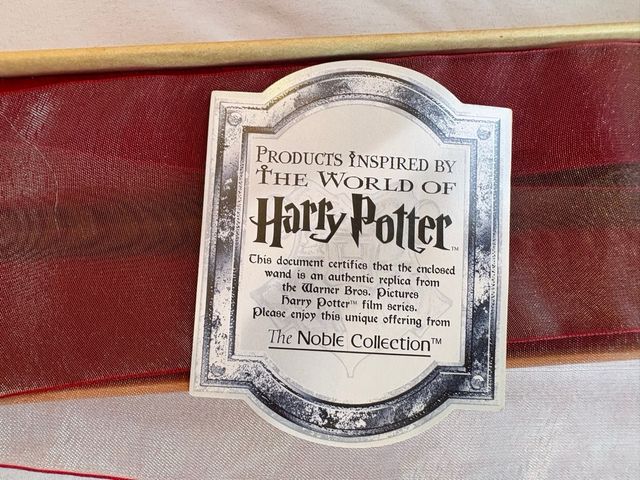 Products Inspired by
The World of
Harry Potter™
This document certifies that the enclosed
wand is an authentic replica from
the Warner Bros. Pictures
Harry Potter™ film series.
Please enjoy this unique offering from
The Noble Collection™